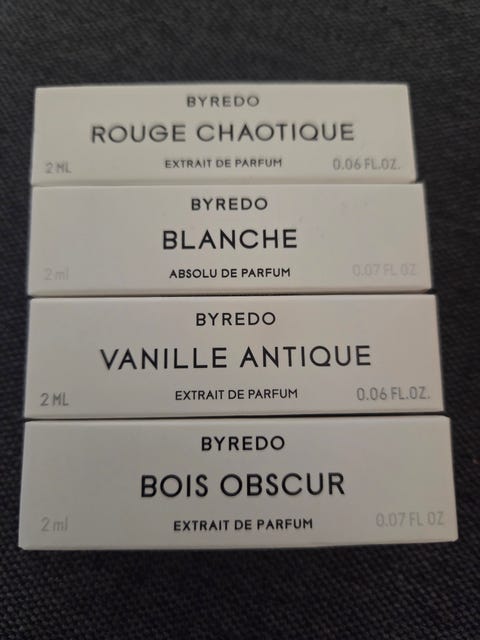 BYREDO
ROUGE CHAOTIQUE
2 ML EXTRAIT DE PARFUM 0.06 FL.OZ.
BYREDO
BLANCHE
2 ml ABSOLU DE PARFUM 0.07 FL OZ
BYREDO
VANILLE ANTIQUE
2 ML EXTRAIT DE PARFUM 0.06 FL.OZ.
BYREDO
BOIS OBSCUR
2 ml EXTRAIT DE PARFUM 0.07 FL OZ